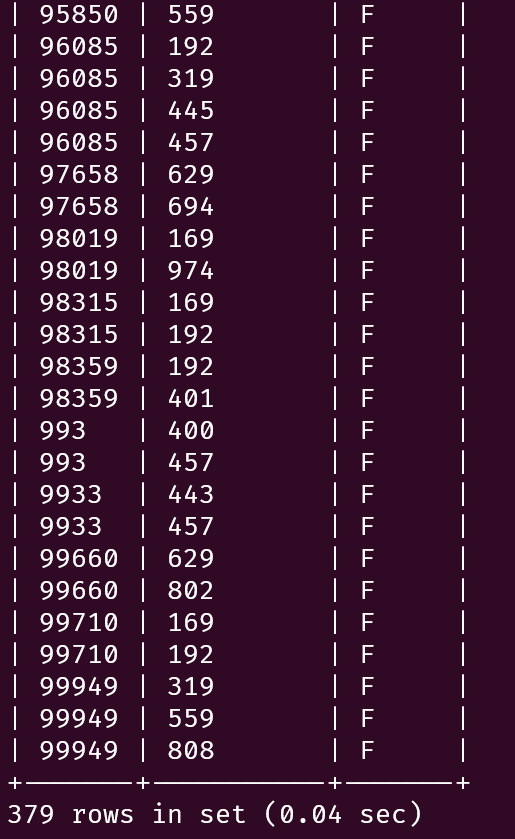 | 95850 | 559         | F      |
| 96085 | 192         | F      |
| 96085 | 319         | F      |
| 96085 | 445         | F      |
| 96085 | 457         | F      |
| 97658 | 629         | F      |
| 97658 | 694         | F      |
| 98019 | 169         | F      |
| 98019 | 974         | F      |
| 98315 | 169         | F      |
| 98315 | 192         | F      |
| 98359 | 192         | F      |
| 98359 | 401         | F      |
| 993   | 400         | F      |
| 993   | 457         | F      |
| 9933  | 443         | F      |
| 9933  | 457         | F      |
| 99660 | 629         | F      |
| 99660 | 802         | F      |
| 99710 | 169         | F      |
| 99710 | 192         | F      |
| 99949 | 319         | F      |
| 99949 | 559         | F      |
| 99949 | 808         | F      |
+-------+-------------+--------+
379 rows in set (0.04 sec)